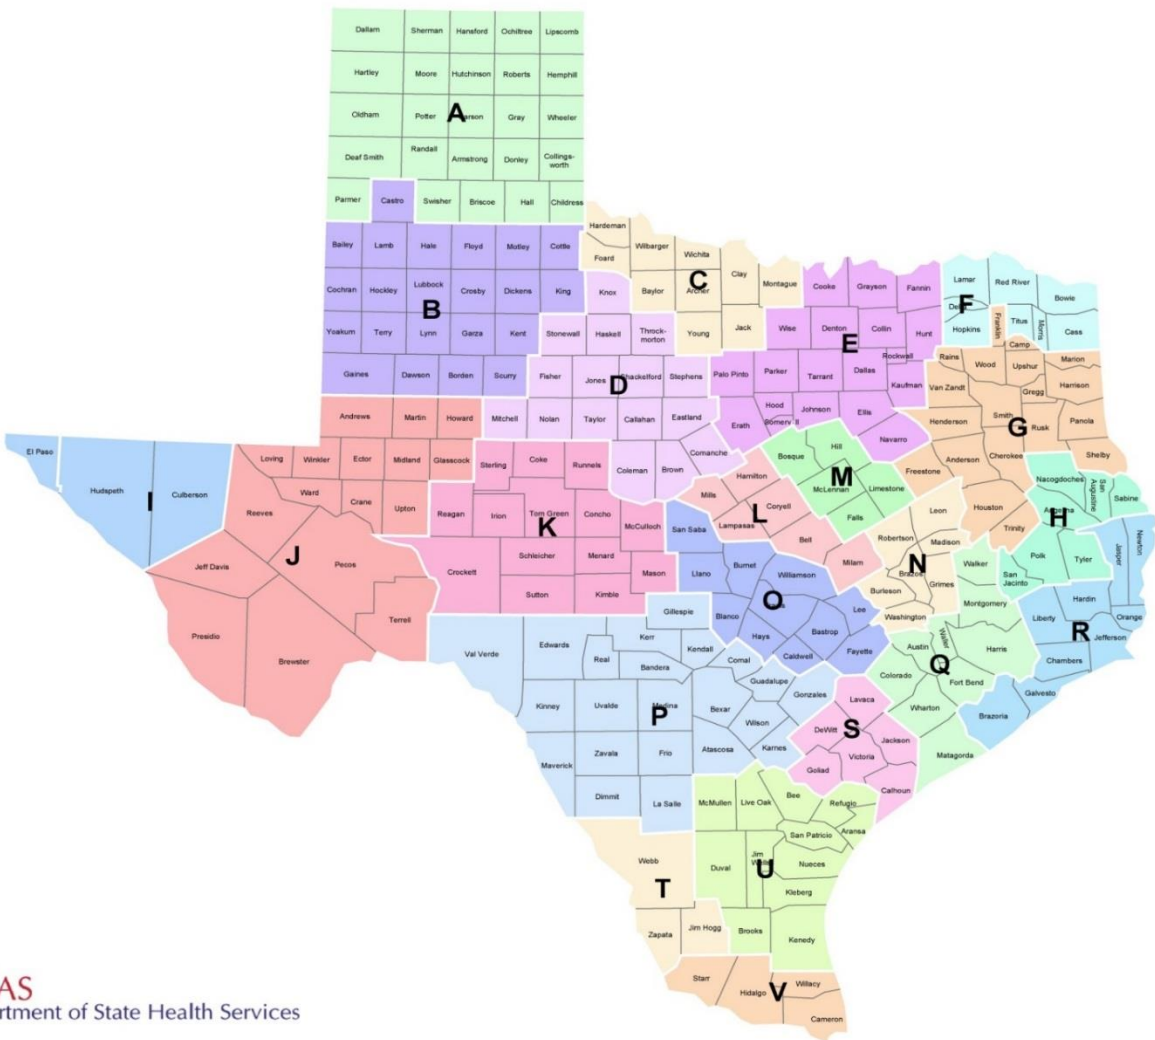 Dallam Sherman Hansford Ochiltree Lipscomb
Hartley Moore Hutchinson Roberts Hemphill
Oldham Potter A Gray Wheeler
Deaf Smith Randall Armstrong Donley Collings-
worth
Parmer Castro Swisher Briscoe Hall Childress
Hardeman Wilbarger Wichita
Bailey Lamb Hale Floyd Motley Cottle Foard Clay Montague Cooke Grayson Fannin Lamar Red River Bowie
Cochran Hockley Lubbock Crosby Dickens King Knox Baylor C
B F
Yoakum Terry Lynn Garza Kent Stonewall Haskell Throck-
morton Young Jack Wise Denton Collin Hunt Hopkins Franklin Titus Morris Cass
E Rockwall Camp
Gaines Dawson Borden Scurry Fisher Jones D Stephens Palo Pinto Parker Tarrant Dallas Kaufman Rains Wood Upshur Marion
Van Zandt Gregg Harrison
Andrews Martin Howard Mitchell Nolan Taylor Callahan Eastland Erath Hood Johnson Ellis Henderson Smith Rusk Panola
G
El Paso Loving Winkler Ector Midland Glasscock Sterling Coke Runnels Coleman Brown Comanche Bosque Hill Navarro Freestone Anderson Cherokee Shelby
Hudspeth Culberson Ward Crane Mills Hamilton M Limestone Nacogdoches San
Augustine Sabine
McLennan
I Reeves Upton Reagan Irion Tom Green Concho McCulloch Lampasas Coryell Falls Leon Houston Trinity H Newton
K San Saba L Bell Robertson Madison Jasper
Jeff Davis J Pecos Crockett Schleicher Menard Mason Llano Burnet Williamson Milam N Walker Polk Tyler
Terrell Sutton Kimble Burleson Grimes San
Jacinto
Presidio Brewster Gillespie Blanco O Lee Washington Montgomery Liberty Hardin Orange
Val Verde Edwards Kerr Kendall Hays Bastrop Fayette Austin Waller Harris R Jefferson
Real Bandera Comal Caldwell Colorado Q Fort Bend Chambers
Kinney Uvalde P Bexar Guadalupe Gonzales Lavaca Wharton Brazoria Galvesto
Wilson DeWitt S Jackson
Maverick Zavala Frio Atascosa Karnes Victoria Matagorda
Goliad
Dimmit La Salle McMullen Live Oak Bee Refugio Calhoun
San Patricio Aransa
Webb Duval Jim U Nueces
T Kleberg
Zapata Jim Hogg Brooks Kenedy
Starr Hidalgo V Willacy
Cameron
AS
rtment of State Health Services